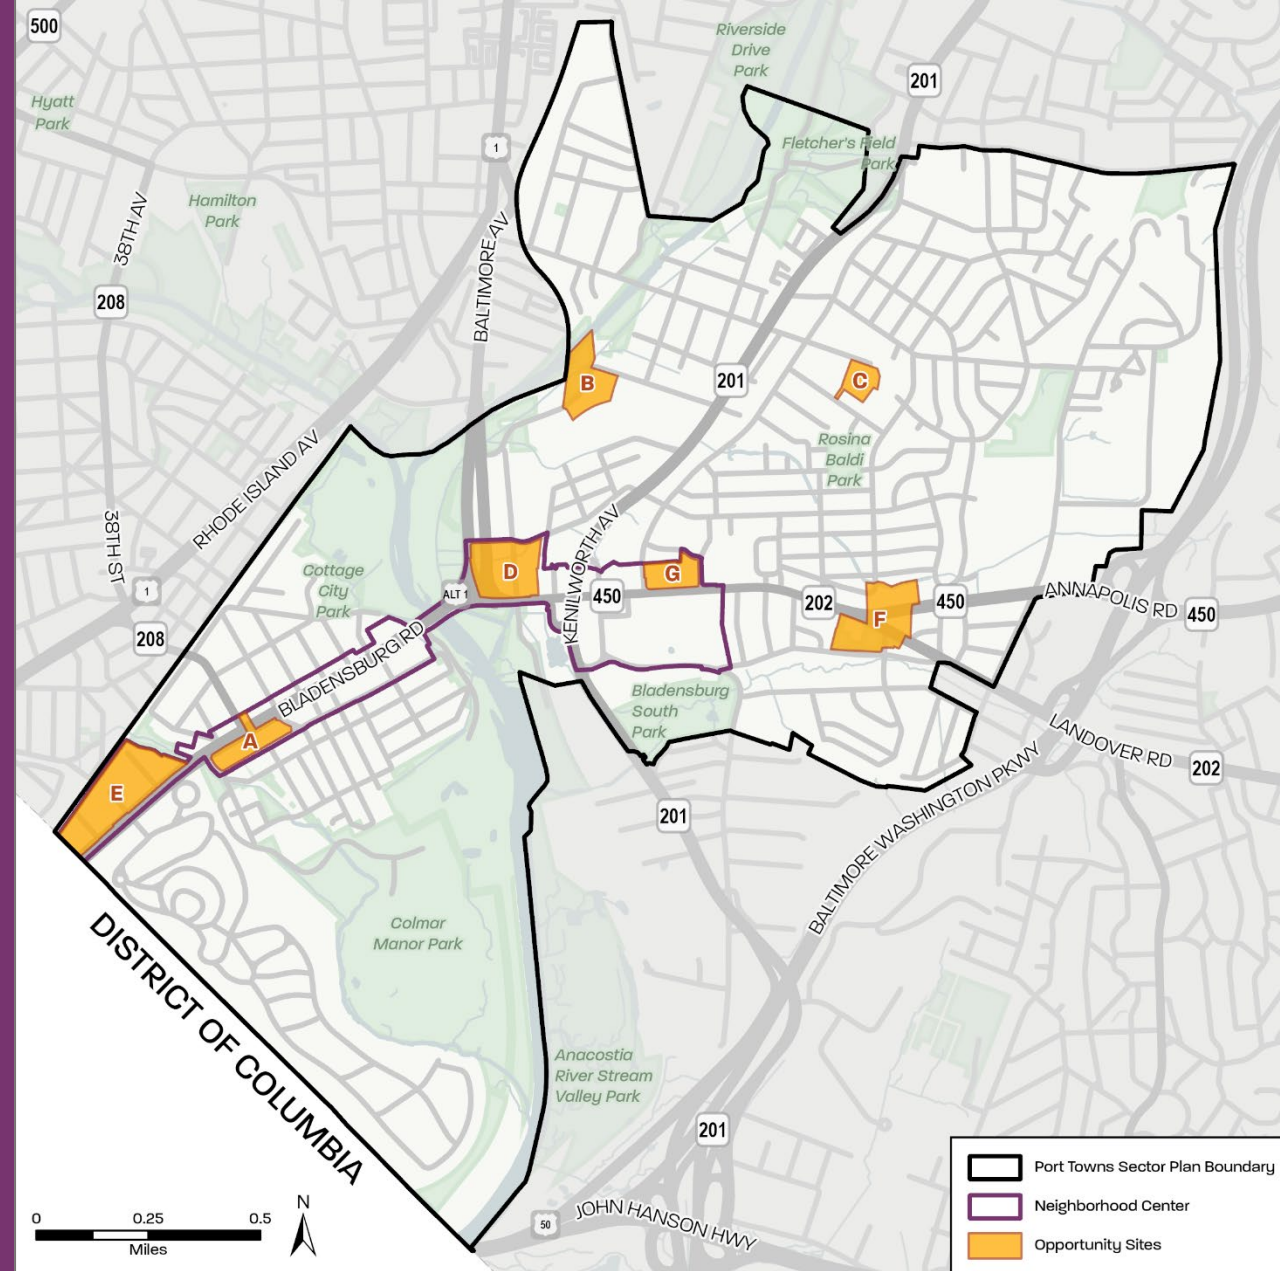 500
Riverside
Drive
Park
201
Hyatt
Park
1
Fletcher's Field
Park
Hamilton
Park
38TH AV
BALTIMORE AV
208
B
201
C
RHODE ISLAND AV
Rosina
Baldi
Park
38TH ST
KENILWORTH AV
Cottage
City
Park
D
G
1
ALT 1
450
202
F
450
ANNAPOLIS RD
450
208
BLADENSBURG RD
Bladensburg
South
Park
A
LANDOVER RD
202
E
201
BALTIMORE WASHINGTON PKWY
Colmar
Manor Park
DISTRICT OF COLUMBIA
Anacostia
River Stream
Valley Park
201
50
JOHN HANSON HWY
N
0 0.25 0.5
Miles
Port Towns Sector Plan Boundary
Neighborhood Center
Opportunity Sites